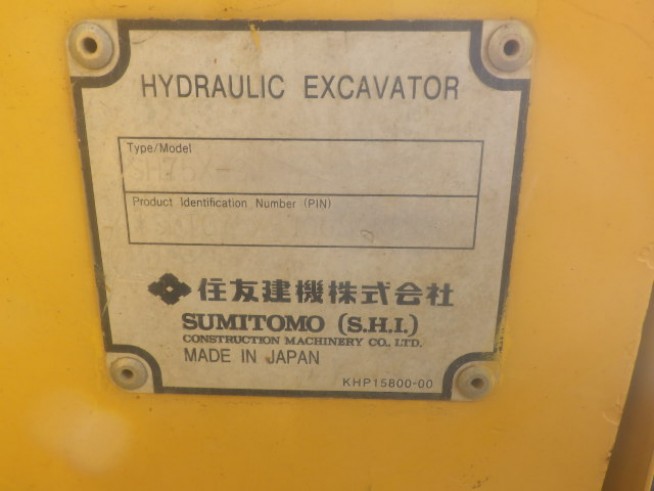 HYDRAULIC EXCAVATOR
Type/Model
Product Identification Number (PIN)
住友建機株式会社
SUMITOMO (S.H.I.)
CONSTRUCTION MACHINERY CO., LTD.
MADE IN JAPAN
KHP15800-00